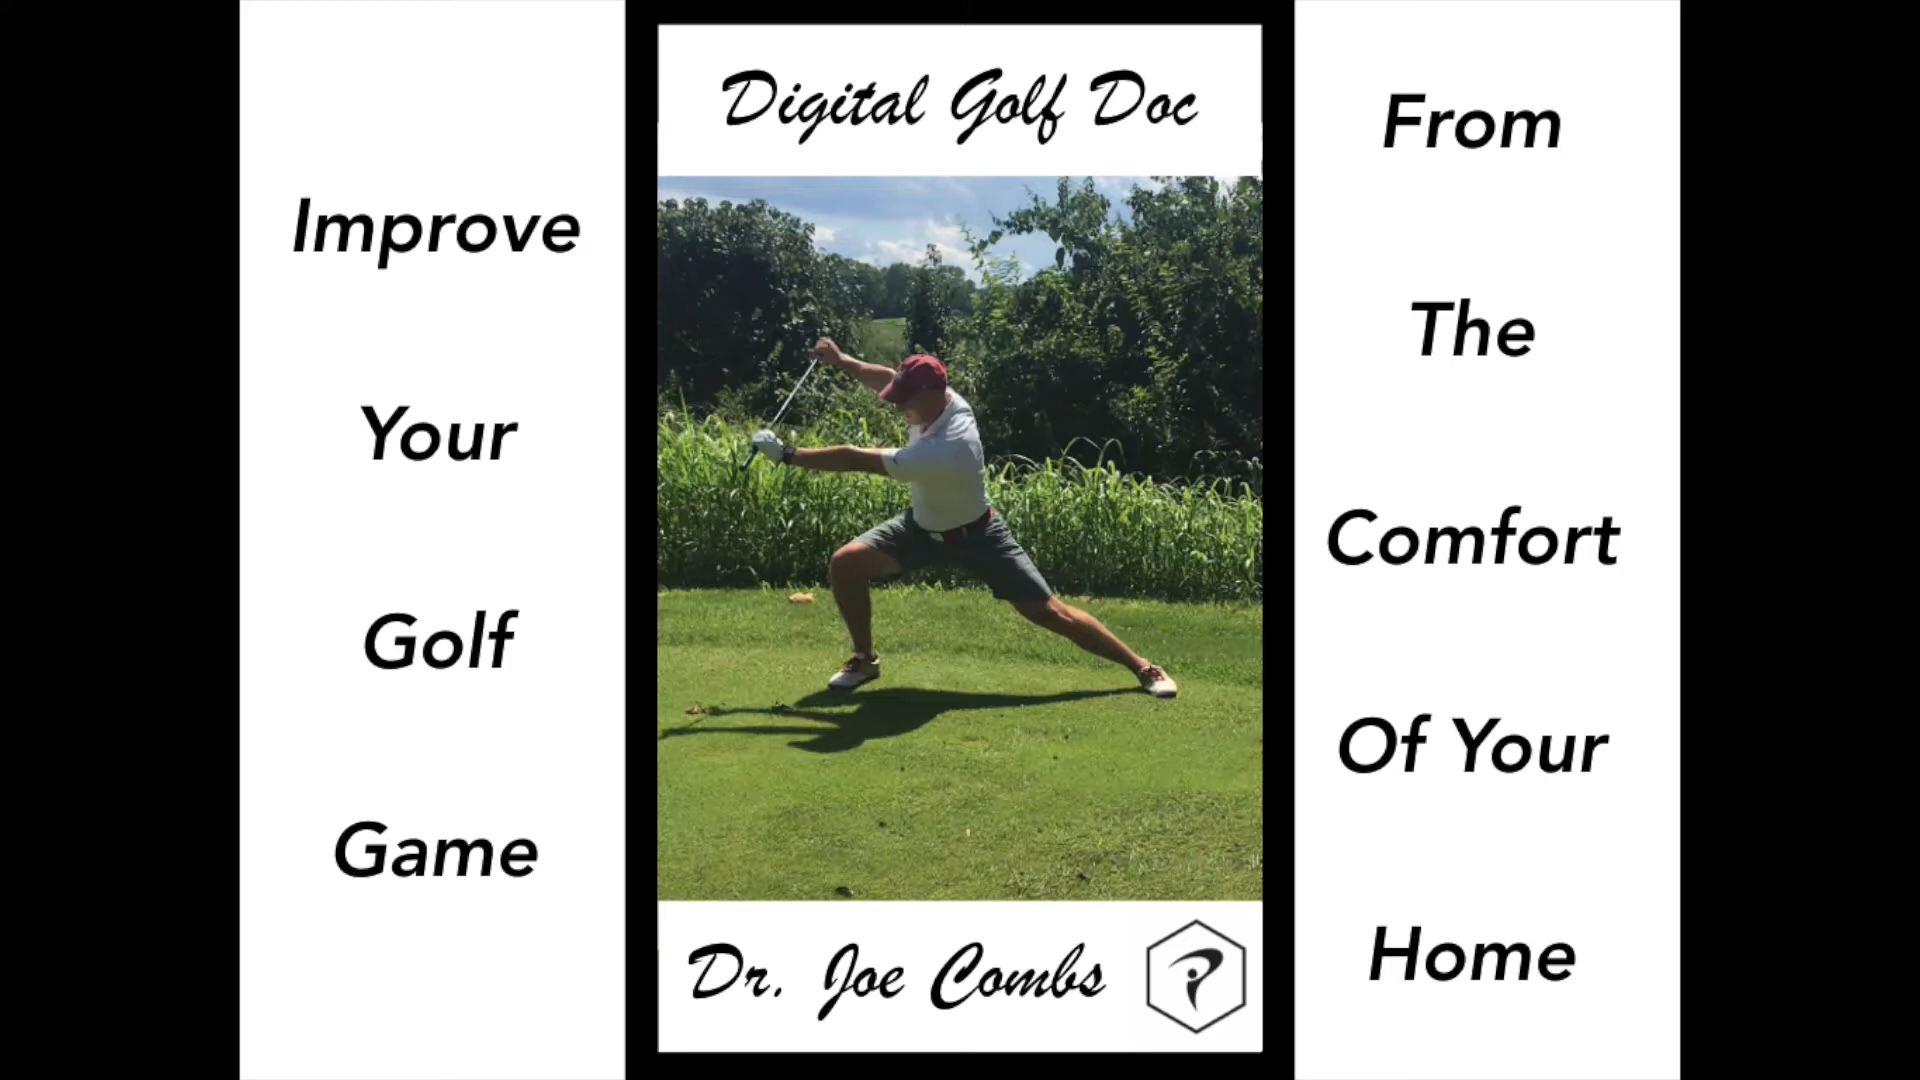 Improve
Your
Golf
Game
Digital Golf Doc
Dr. Joe Combs
From
The
Comfort
Of Your
Home